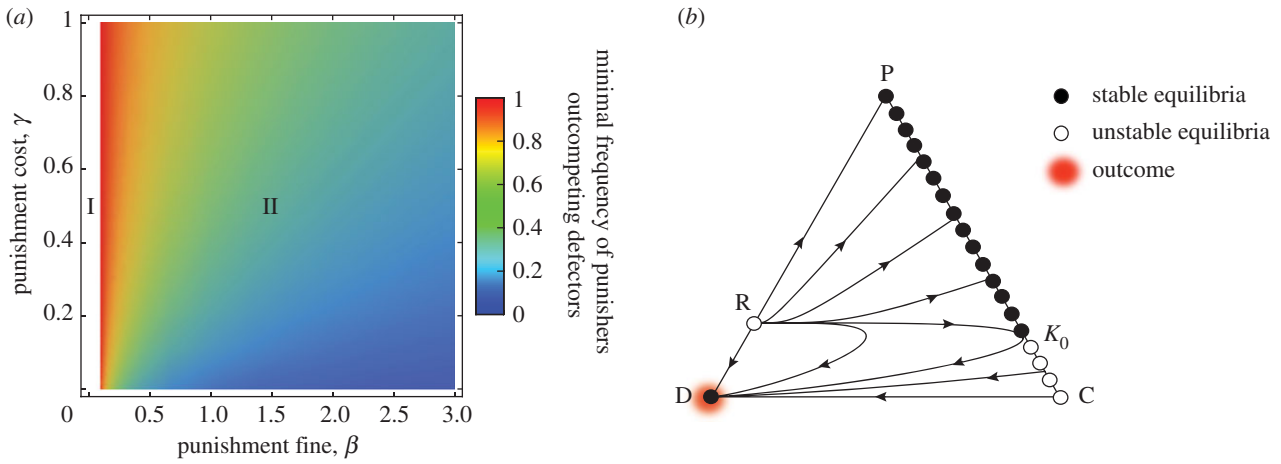 (a)
1
0.8
0.6
0.4
0.2
0
0.5
1.0
1.5
2.0
2.5
3.0
punishment cost, γ
punishment fine, β
I
II
1
0.8
0.6
0.4
0.2
0
minimal frequency of punishers
outcompeting defectors
(b)
P
R
D
C
K0
stable equilibria
unstable equilibria
outcome